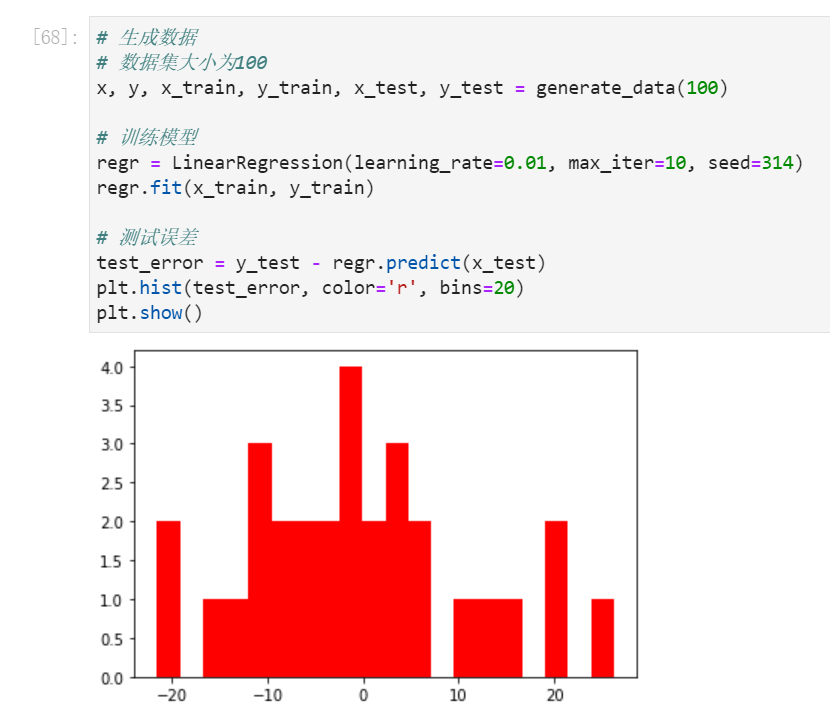 [68]:
# 生成数据
# 数据集大小为100
x, y, x_train, y_train, x_test, y_test = generate_data(100)
# 训练模型
regr = LinearRegression(learning_rate=0.01, max_iter=10, seed=314)
regr.fit(x_train, y_train)
# 测试误差
test_error = y_test - regr.predict(x_test)
plt.hist(test_error, color='r', bins=20)
plt.show()
4.0
3.5
3.0
2.5
2.0
1.5
1.0
0.5
0.0
−20 −10 0 10 20